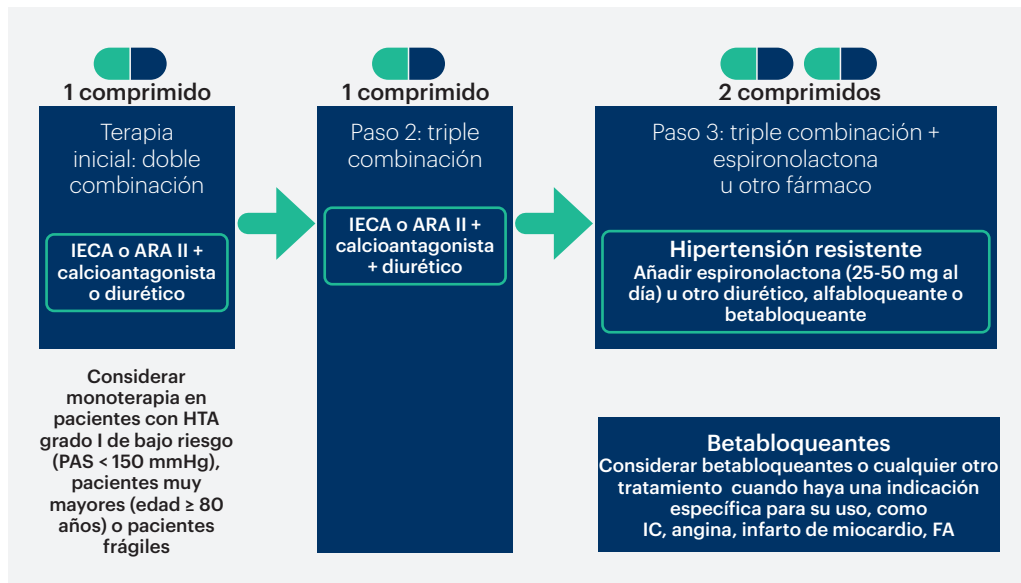 1 comprimido
Terapia
inicial: doble
combinación
IECA o ARA II +
calcioantagonista
o diurético
Considerar
monoterapia en
pacientes con HTA
grado I de bajo riesgo
(PAS < 150 mmHg),
pacientes muy
mayores (edad ≥ 80
años) o pacientes
frágiles
1 comprimido
Paso 2: triple
combinación
IECA o ARA II +
calcioantagonista
+ diurético
2 comprimidos
Paso 3: triple combinación +
espironolactona
u otro fármaco
Hipertensión resistente
Añadir espironolactona (25-50 mg al
día) u otro diurético, alfabloqueante o
betabloqueante
Betabloqueantes
Considerar betabloqueantes o cualquier otro
tratamiento cuando haya una indicación
específica para su uso, como
IC, angina, infarto de miocardio, FA